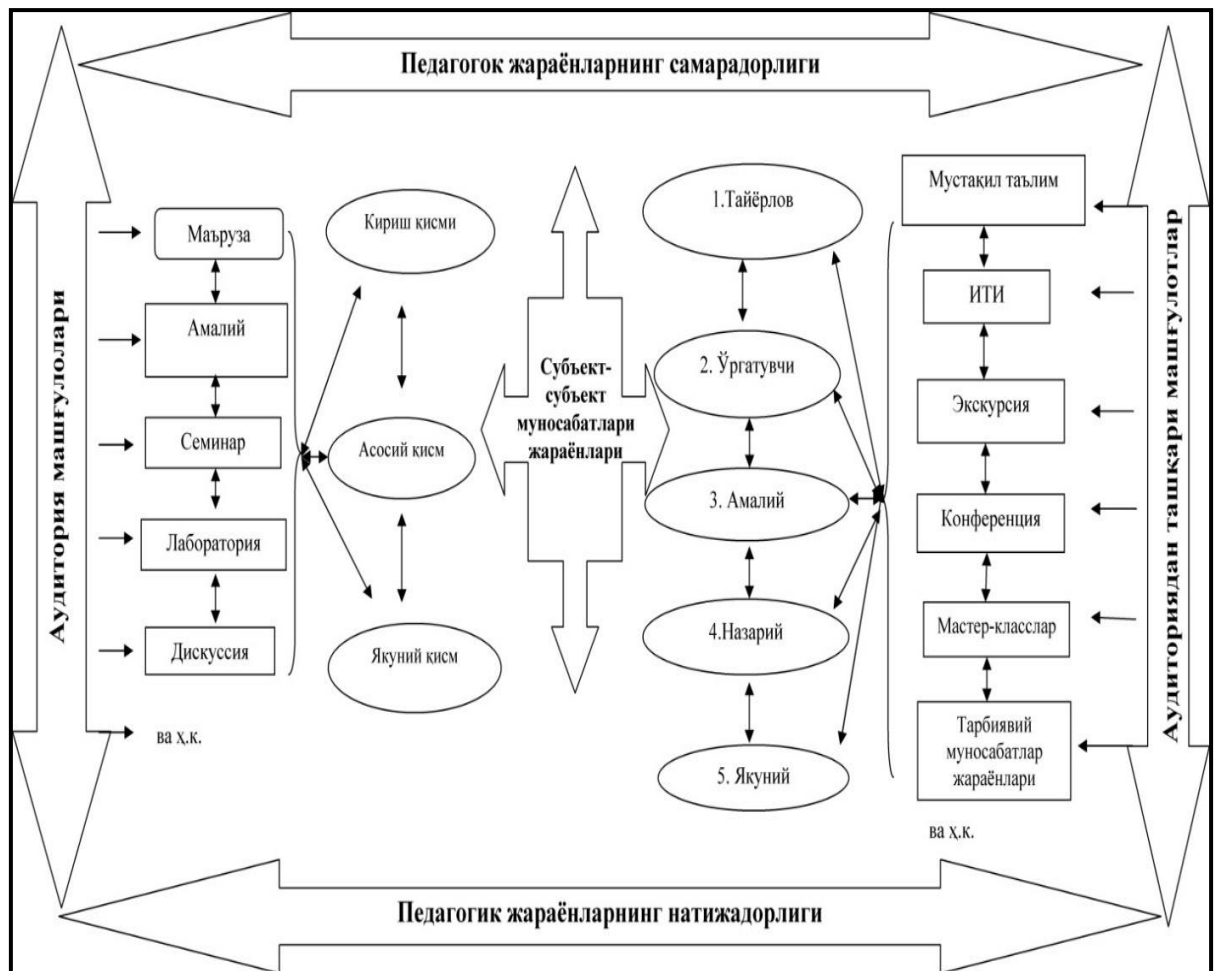 Педагогок жараёнларнинг самарадорлиги
Аудитория машғулолари
Маъруза
Амалий
Семинар
Лаборатория
Дискуссия
ва ҳ.к.
Кириш қисми
Асосий қисм
Якуний қисм
Субъект-
субъект
муносабатлари
жараёнлари
1.Тайёрлов
2. Ўргатувчи
3. Амалий
4.Назарий
5. Якуний
Мустақил таълим
ИТИ
Экскурсия
Конференция
Мастер-класслар
Тарбиявий
муносабатлар
жараёнлари
ва ҳ.к.
Аудиториядан ташқари машғулотлар
Педагогик жараёнларнинг натижадорлиги